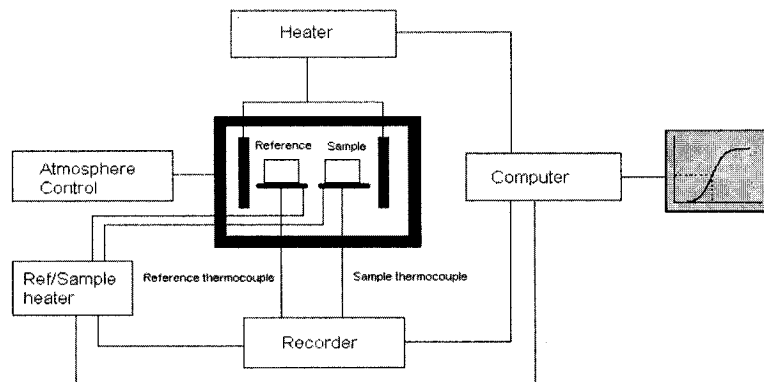 Heater
Reference
Sample
Atmosphere
Control
Computer
Ref/Sample
heater
Reference thermocouple
Sample thermocouple
Recorder